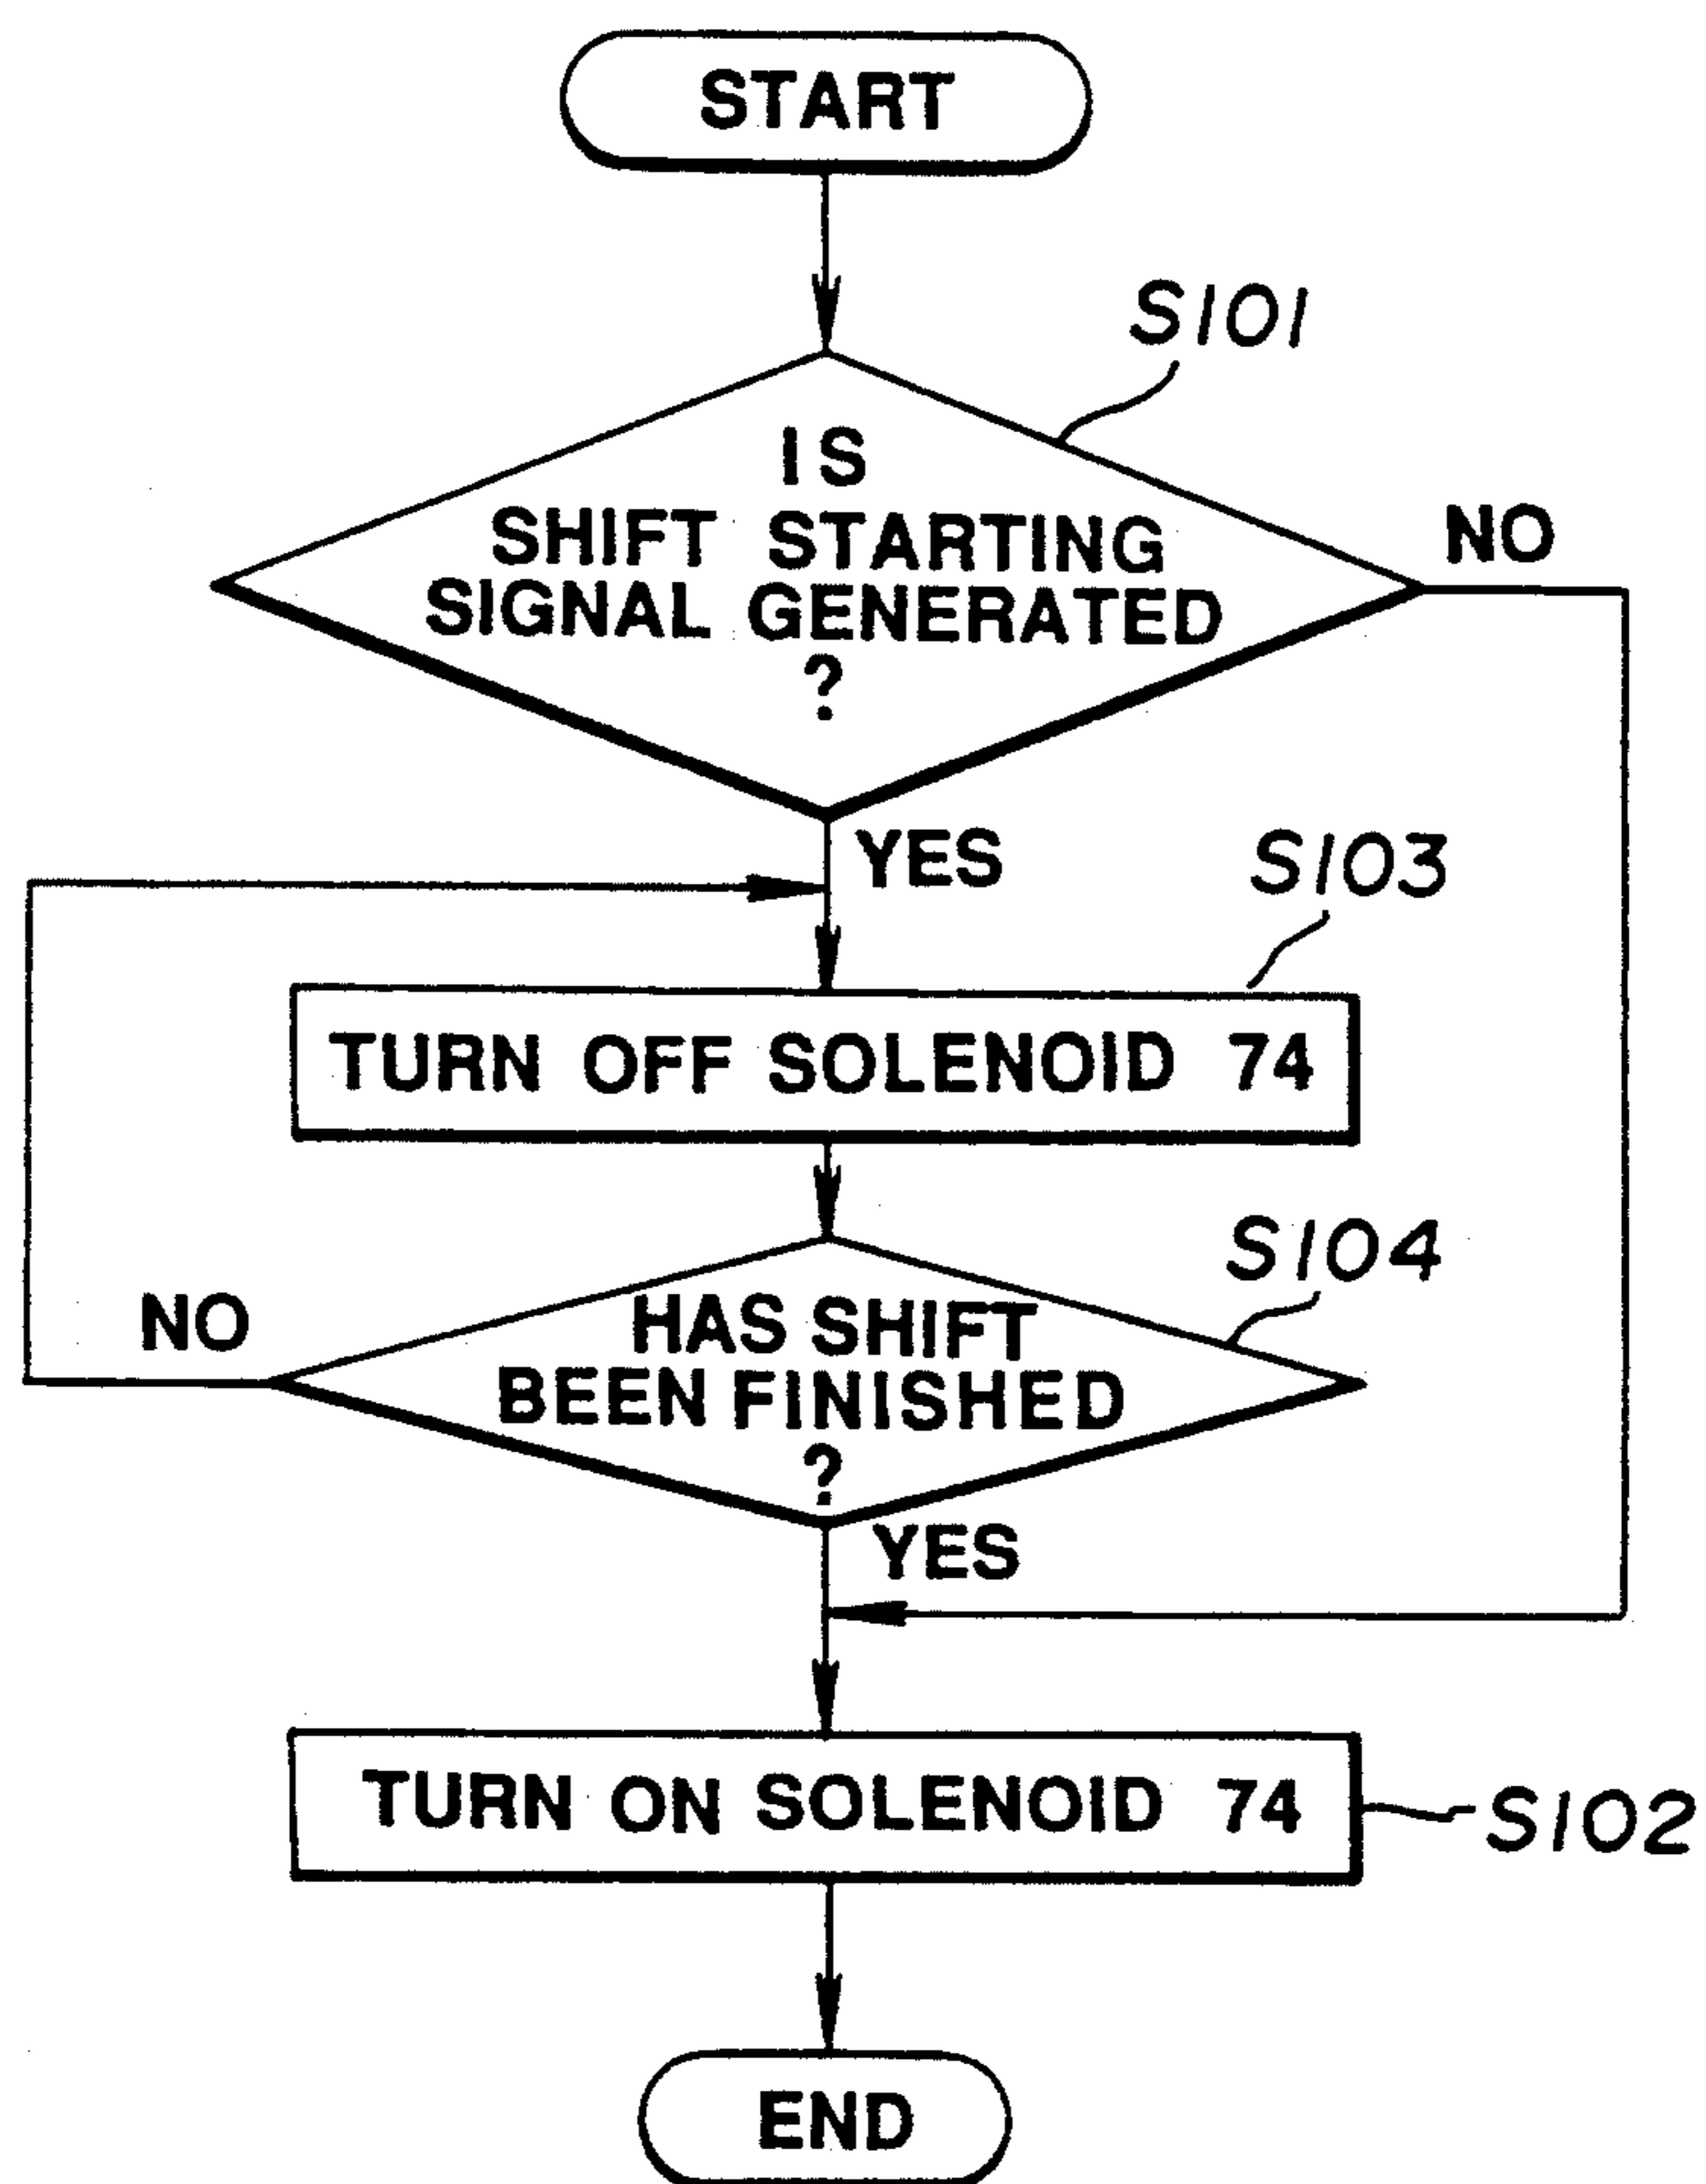 START
S101
IS
SHIFT STARTING
SIGNAL GENERATED
?
NO
YES
S103
TURN OFF SOLENOID 74
S104
NO
HAS SHIFT
BEEN FINISHED
?
YES
TURN ON SOLENOID 74
S102
END